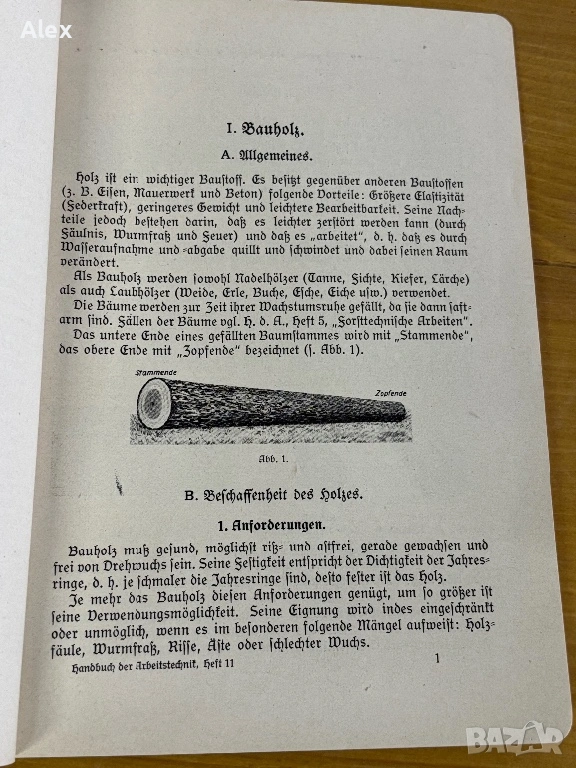 Alex
I. Bauholz.
A. Allgemeines.
Holz ist ein wichtiger Baustoff. Es besitzt gegenüber anderen Baustoffen
(z. B. Eisen, Mauerwerk und Beton) folgende Vorteile: Größere Elastizität
(Federkraft), geringeres Gewicht und leichtere Bearbeitbarkeit. Seine Nach-
teile jedoch bestehen darin, daß es leichter zerstört werden kann (durch
Fäulnis, Wurmfraß und Feuer) und daß es „arbeitet“, d. h. daß es durch
Wasseraufnahme und -abgabe quillt und schwindet und dabei seinen Raum
verändert.
Als Bauholz werden sowohl Nadelhölzer (Tanne, Fichte, Kiefer, Lärche)
als auch Laubhölzer (Weide, Erle, Buche, Esche, Eiche usw.) verwendet.
Die Bäume werden zur Zeit ihrer Wachstumsruhe gefällt, da sie dann saft-
arm sind. Fällen der Bäume vgl. H. d. A., Heft 5, „Forsttechnische Arbeiten“.
Das untere Ende eines gefällten Baumstammes wird mit „Stammende“,
das obere Ende mit „Zopfende“ bezeichnet (s. Abb. 1).
Stammende
Zopfende
Abb. 1.
B. Beschaffenheit des Holzes.
1. Anforderungen.
Bauholz muß gesund, möglichst riß- und astfrei, gerade gewachsen und
frei von Drehwuchs sein. Seine Festigkeit entspricht der Dichtigkeit der Jahres-
ringe, d. h. je schmaler die Jahresringe sind, desto fester ist das Holz.
Je mehr das Bauholz diesen Anforderungen genügt, um so größer ist
seine Verwendungsmöglichkeit. Seine Eignung wird indes eingeschränkt
oder unmöglich, wenn es im besonderen folgende Mängel aufweist: Holz-
fäule, Wurmfraß, Risse, Äste oder schlechter Wuchs.
Handbuch der Arbeitstechnik, Heft 11
1
BAZAR